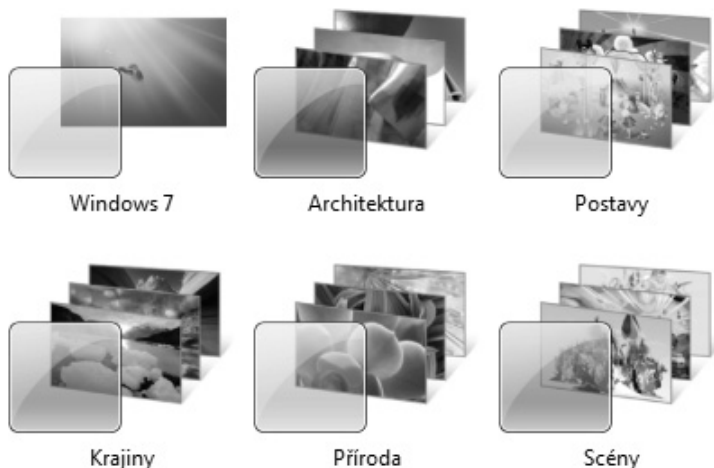 Windows 7
Architektura
Postavy
Krajiny
Příroda
Scény